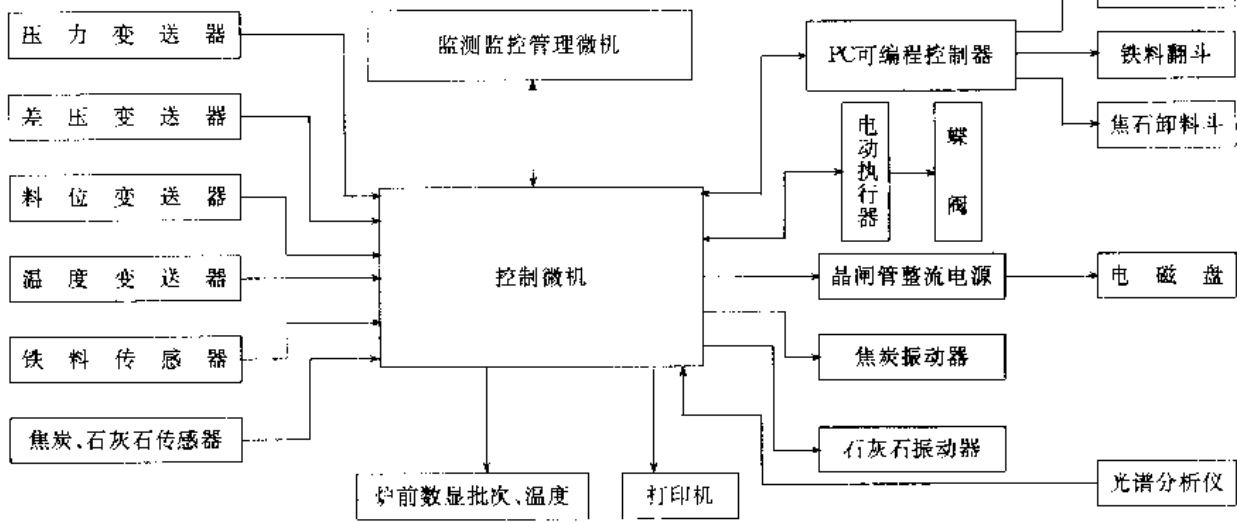 压力变送器
监测监控管理微机
PC可编程控制器
铁料翻斗
差压变送器
焦石卸料斗
电动执行器
蝶阀
料位变送器
控制微机
温度变送器
晶闸管整流电源
电磁盘
铁料传感器
焦炭振动器
焦炭、石灰石传感器
石灰石振动器
炉前数显批次、温度
打印机
光谱分析仪